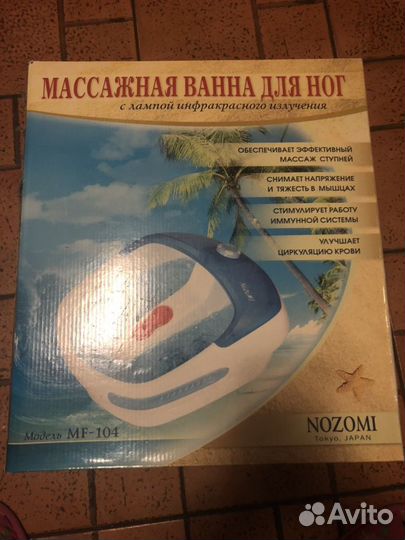 МАССАЖНАЯ ВАННА ДЛЯ НОГ
с лампой инфракрасного излучения
ОБЕСПЕЧИВАЕТ ЭФФЕКТИВНЫЙ
МАССАЖ СТУПНЕЙ
СНИМАЕТ НАПРЯЖЕНИЕ
И ТЯЖЕСТЬ В МЫШЦАХ
СТИМУЛИРУЕТ РАБОТУ
ИММУННОЙ СИСТЕМЫ
УЛУЧШАЕТ
ЦИРКУЛЯЦИЮ КРОВИ
NOZOMI
Модель MF-104
NOZOMI
Tokyo, JAPAN
Avito